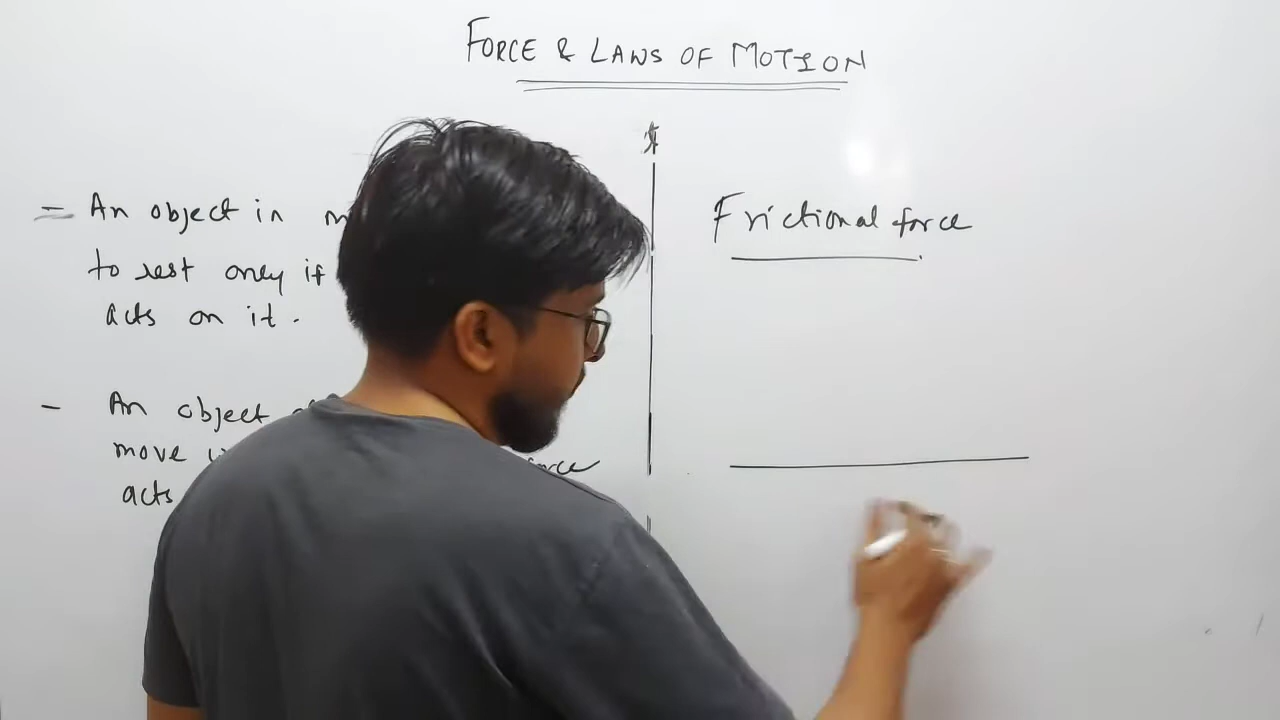 FORCE & LAWS OF MOTION
– An object in
to rest only if
acts on it.
– An object
move
acts
Frictional force